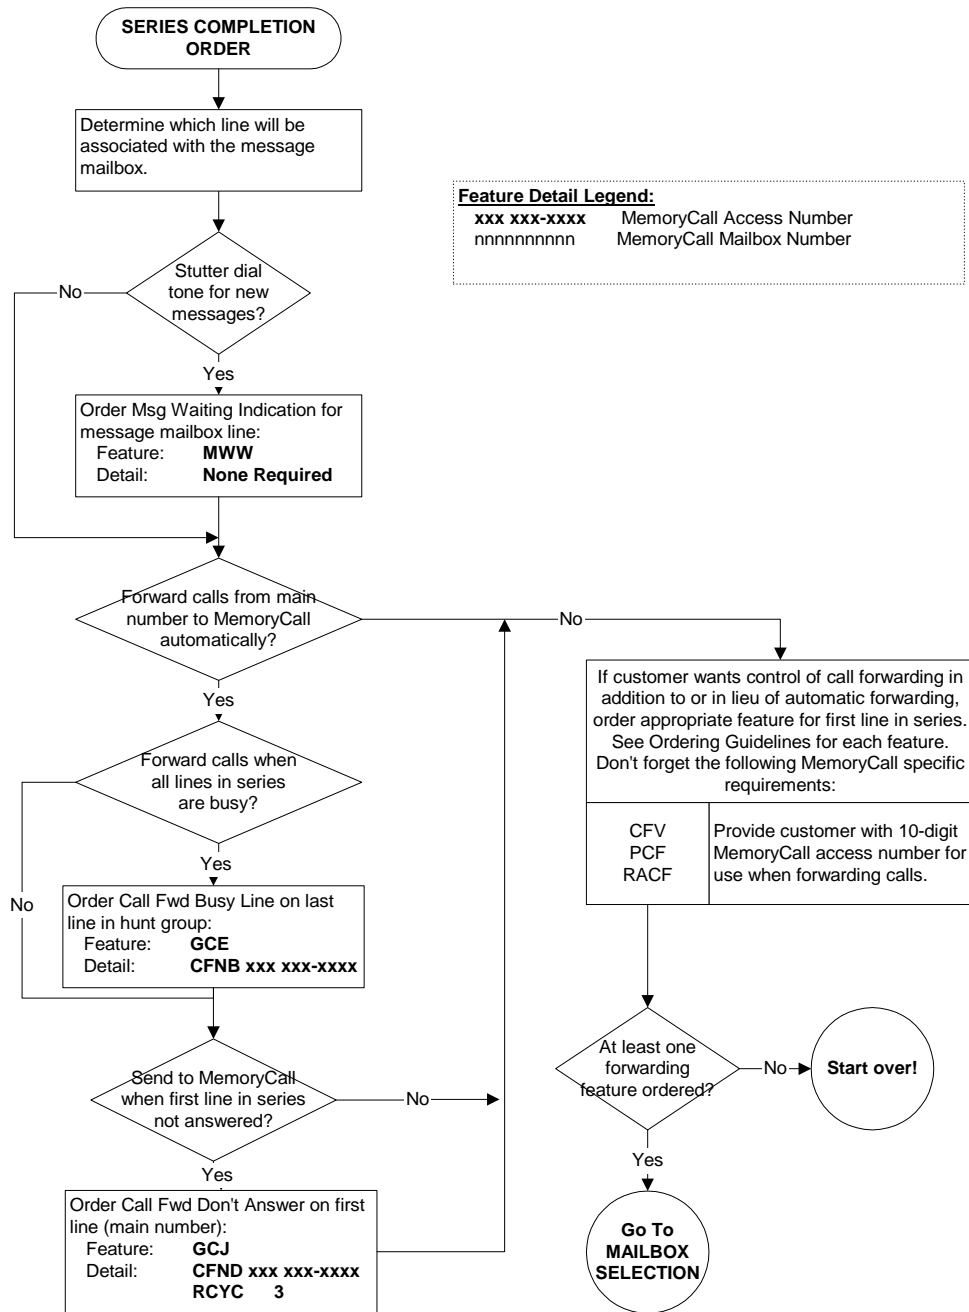 SERIES COMPLETION
ORDER
Determine which line will be
associated with the message
mailbox.
Feature Detail Legend:
xxx xxx-xxxx MemoryCall Access Number
nnnnnnnnnn MemoryCall Mailbox Number
Stutter dial
tone for new
messages?
No
Yes
Order Msg Waiting Indication for
message mailbox line:
Feature: MWW
Detail: None Required
Forward calls from main
number to MemoryCall
automatically?
No
Yes
If customer wants control of call forwarding in
addition to or in lieu of automatic forwarding,
order appropriate feature for first line in series.
See Ordering Guidelines for each feature.
Don't forget the following MemoryCall specific
requirements:
CFV
PCF
RACF
Provide customer with 10-digit
MemoryCall access number for
use when forwarding calls.
Forward calls when
all lines in series
are busy?
Yes
No
Order Call Fwd Busy Line on last
line in hunt group:
Feature: GCE
Detail: CFNB xxx xxx-xxxx
Send to MemoryCall
when first line in series
not answered?
No
Yes
Order Call Fwd Don't Answer on first
line (main number):
Feature: GCJ
Detail: CFND xxx xxx-xxxx
RCYC 3
At least one
forwarding
feature ordered?
No
Start over!
Yes
Go To
MAILBOX
SELECTION